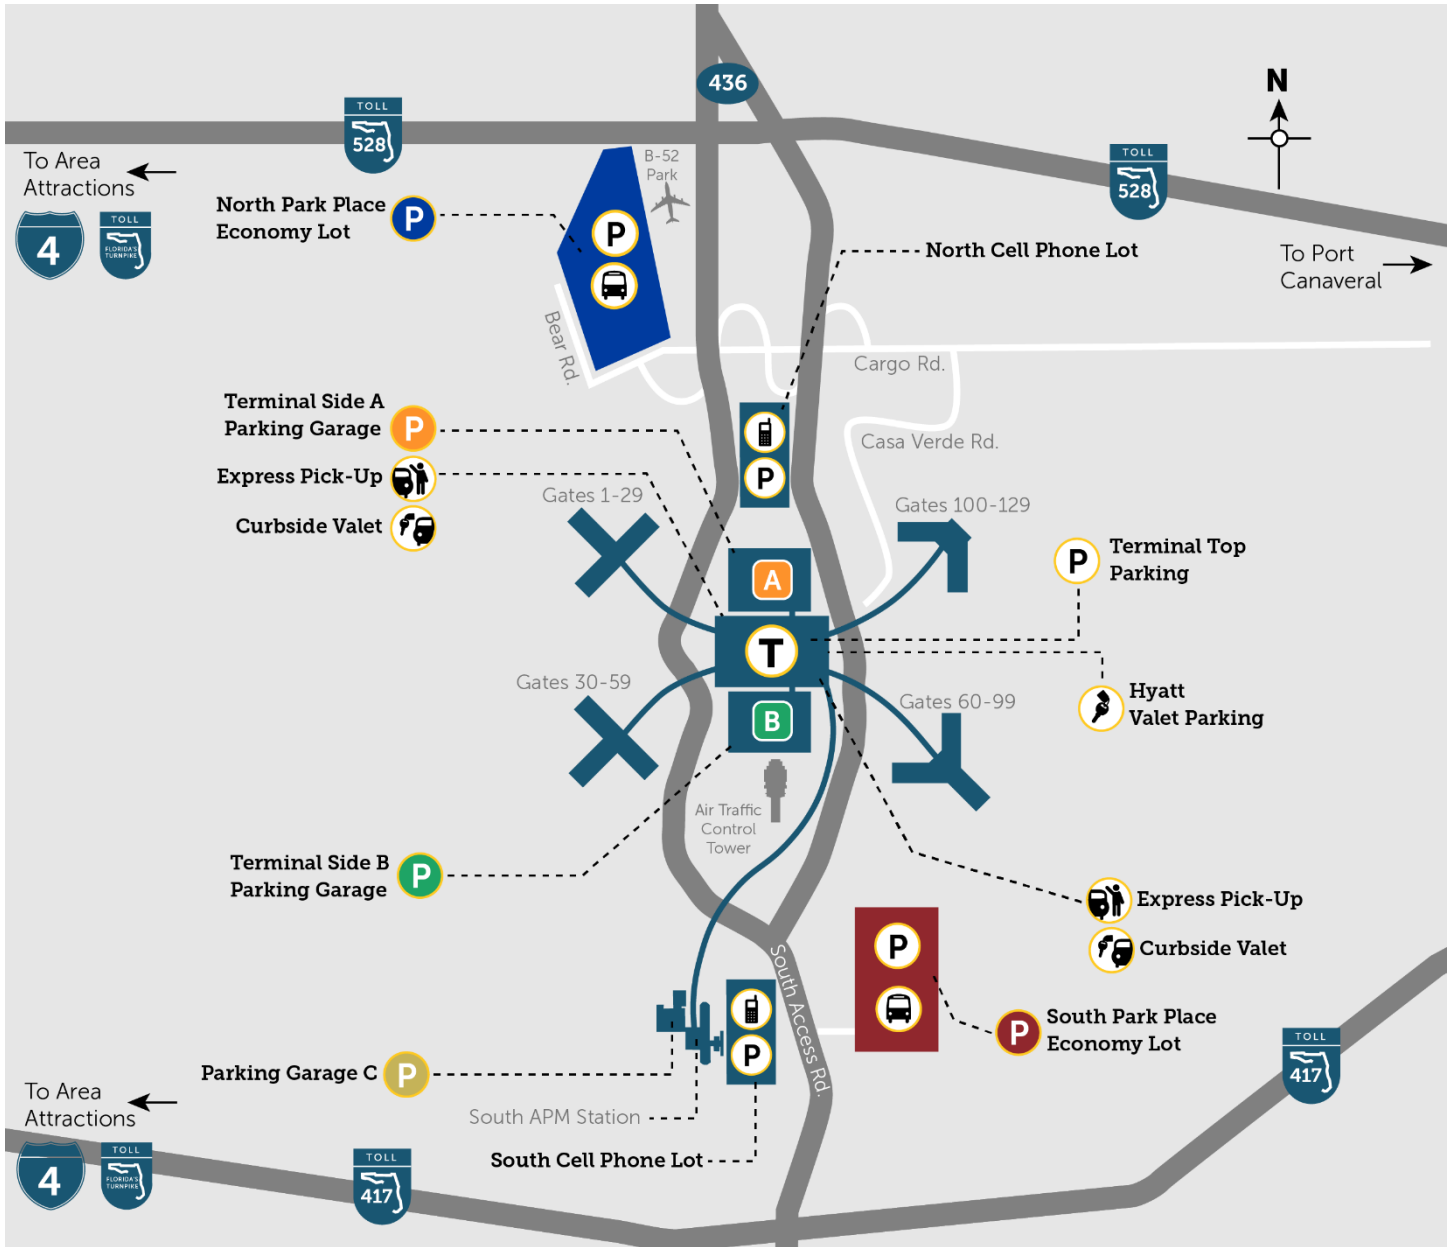 436
N
TOLL
528
TOLL
528
To Area
Attractions
4
TOLL
FLORIDA'S
TURNPIKE
B-52
Park
North Park Place
Economy Lot
P
P
North Cell Phone Lot
To Port
Canaveral
Bear Rd.
Cargo Rd.
Casa Verde Rd.
Terminal Side A
Parking Garage
P
Express Pick-Up
Curbside Valet
P
Gates 1-29
Gates 100-129
A
P
Terminal Top
Parking
T
Gates 30-59
Gates 60-99
Hyatt
Valet Parking
B
Air Traffic
Control
Tower
Terminal Side B
Parking Garage
P
Express Pick-Up
Curbside Valet
P
South Access Rd.
P
South Park Place
Economy Lot
P
Parking Garage C
P
South APM Station
South Cell Phone Lot
TOLL
417
To Area
Attractions
4
TOLL
FLORIDA'S
TURNPIKE
TOLL
417